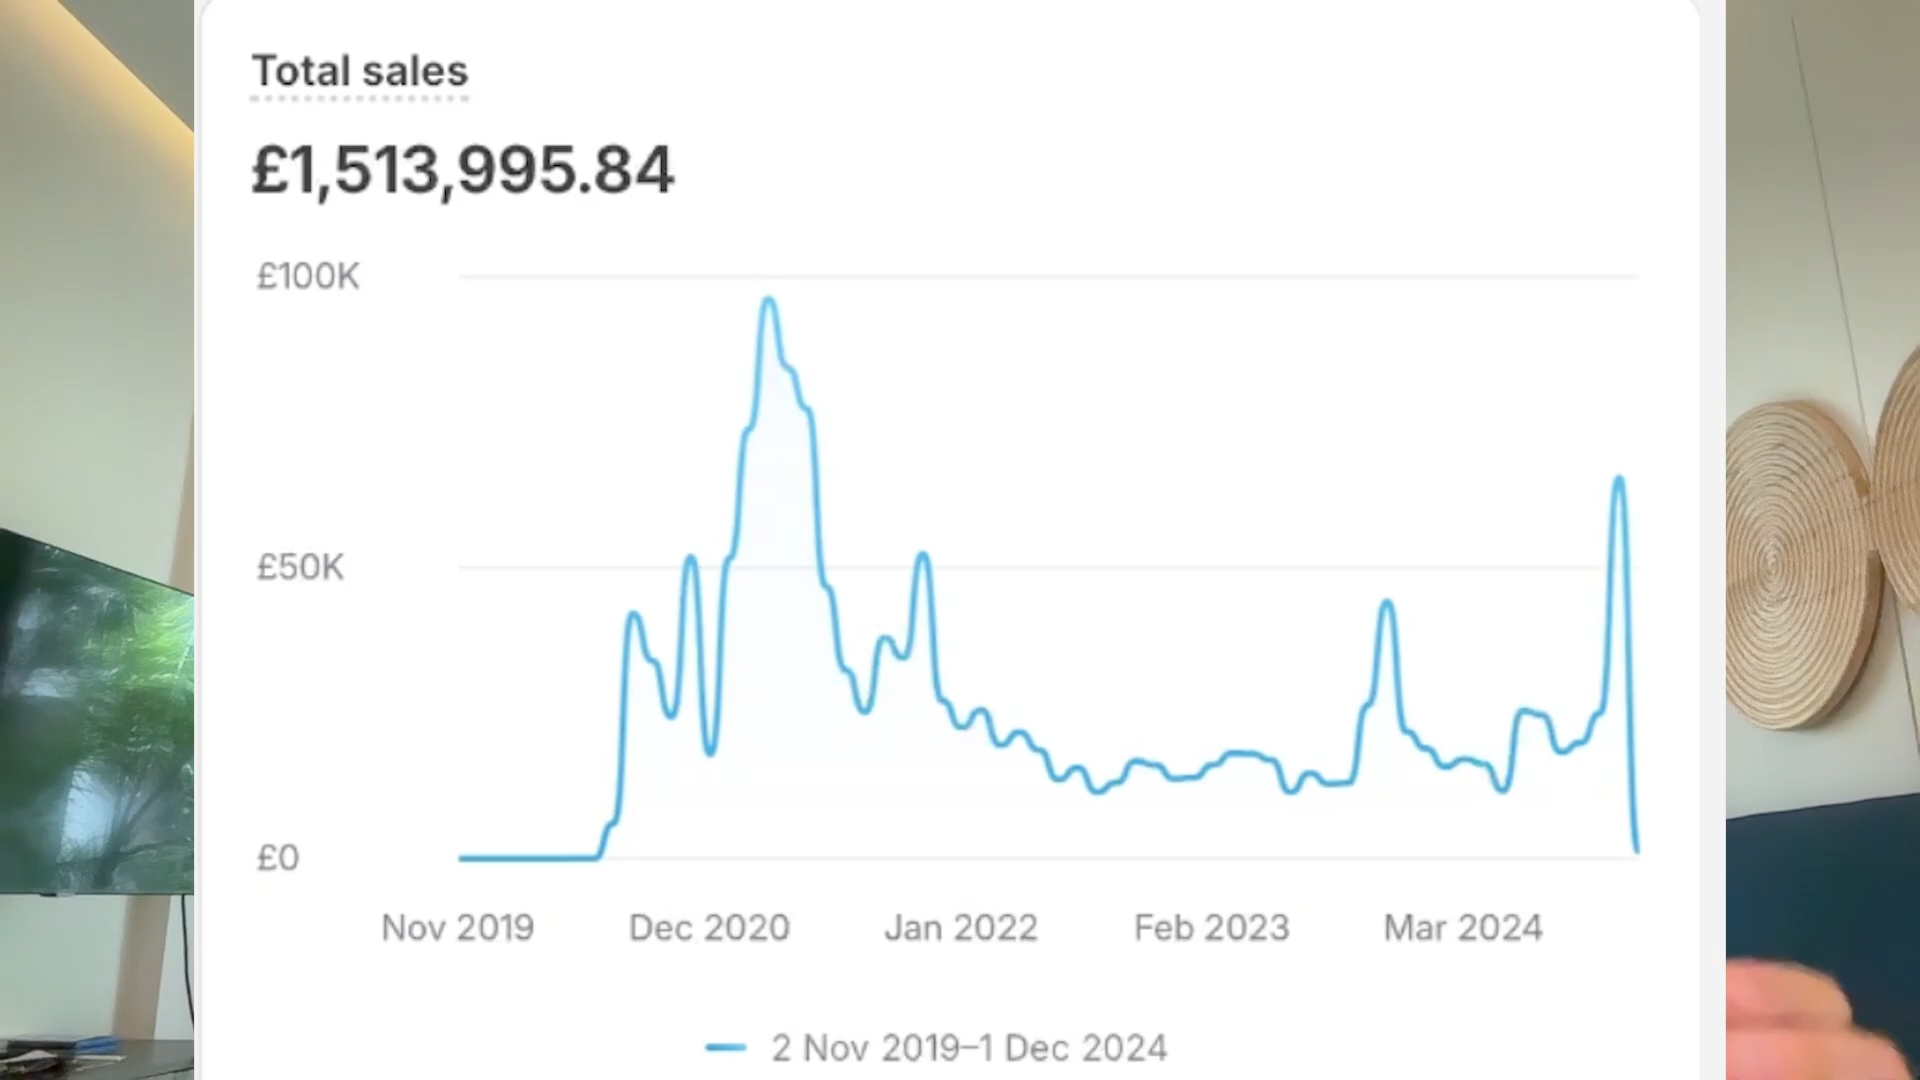 Total sales
£1,513,995.84
£100K
£50K
£0
Nov 2019 Dec 2020 Jan 2022 Feb 2023 Mar 2024
2 Nov 2019–1 Dec 2024